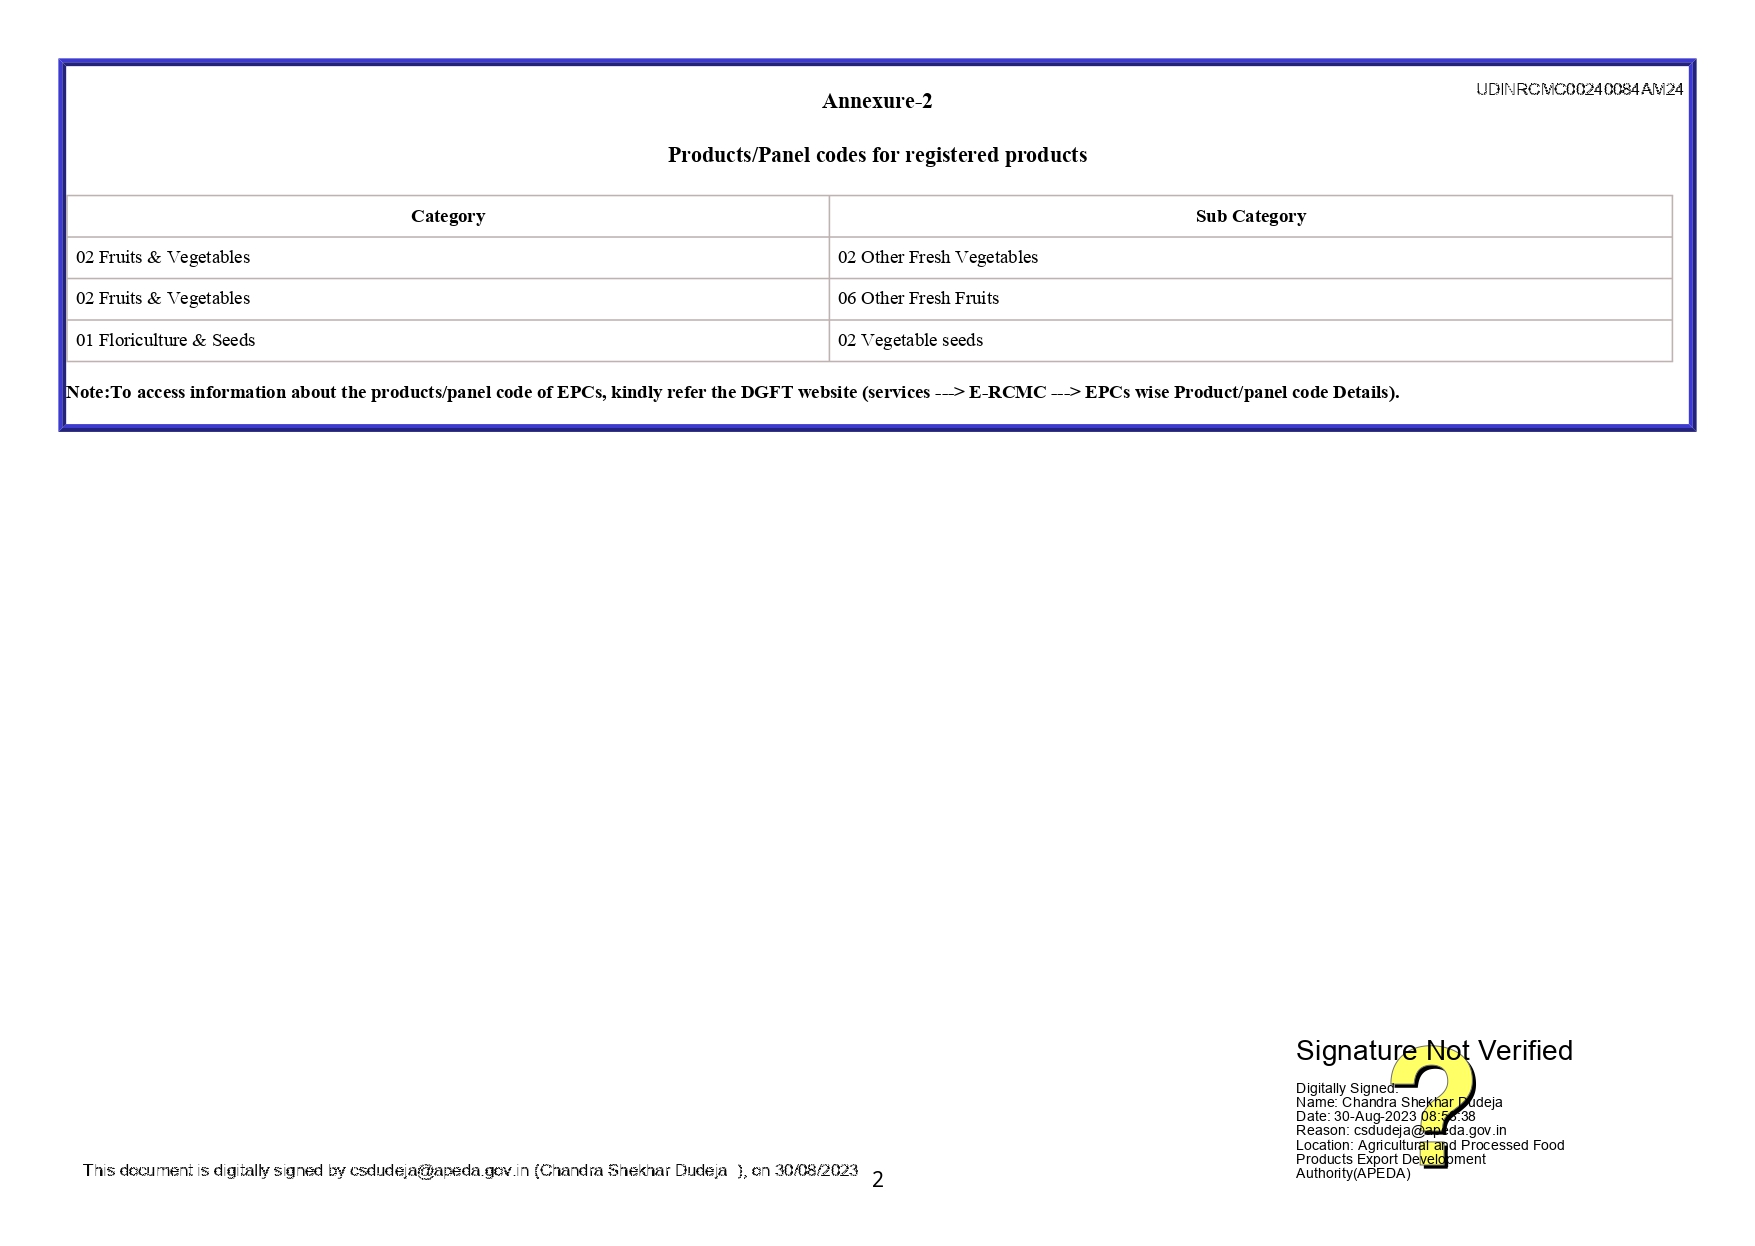 UDINRCMC00240084AM24
Annexure-2
Products/Panel codes for registered products
Category Sub Category
02 Fruits & Vegetables 02 Other Fresh Vegetables
02 Fruits & Vegetables 06 Other Fresh Fruits
01 Floriculture & Seeds 02 Vegetable seeds
Note:To access information about the products/panel code of EPCs, kindly refer the DGFT website (services ---> E-RCMC ---> EPCs wise Product/panel code Details).
Signature Not Verified
Digitally Signed.
Name: Chandra Shekhar Dudeja
Date: 30-Aug-2023
Reason: csdudeja@apeda.gov.in
Location: Agricultural and Processed Food
Products Export Development
Authority(APEDA)
This document is digitally signed by csdudeja@apeda.gov.in (Chandra Shekhar Dudeja ), on 30/08/2023
2